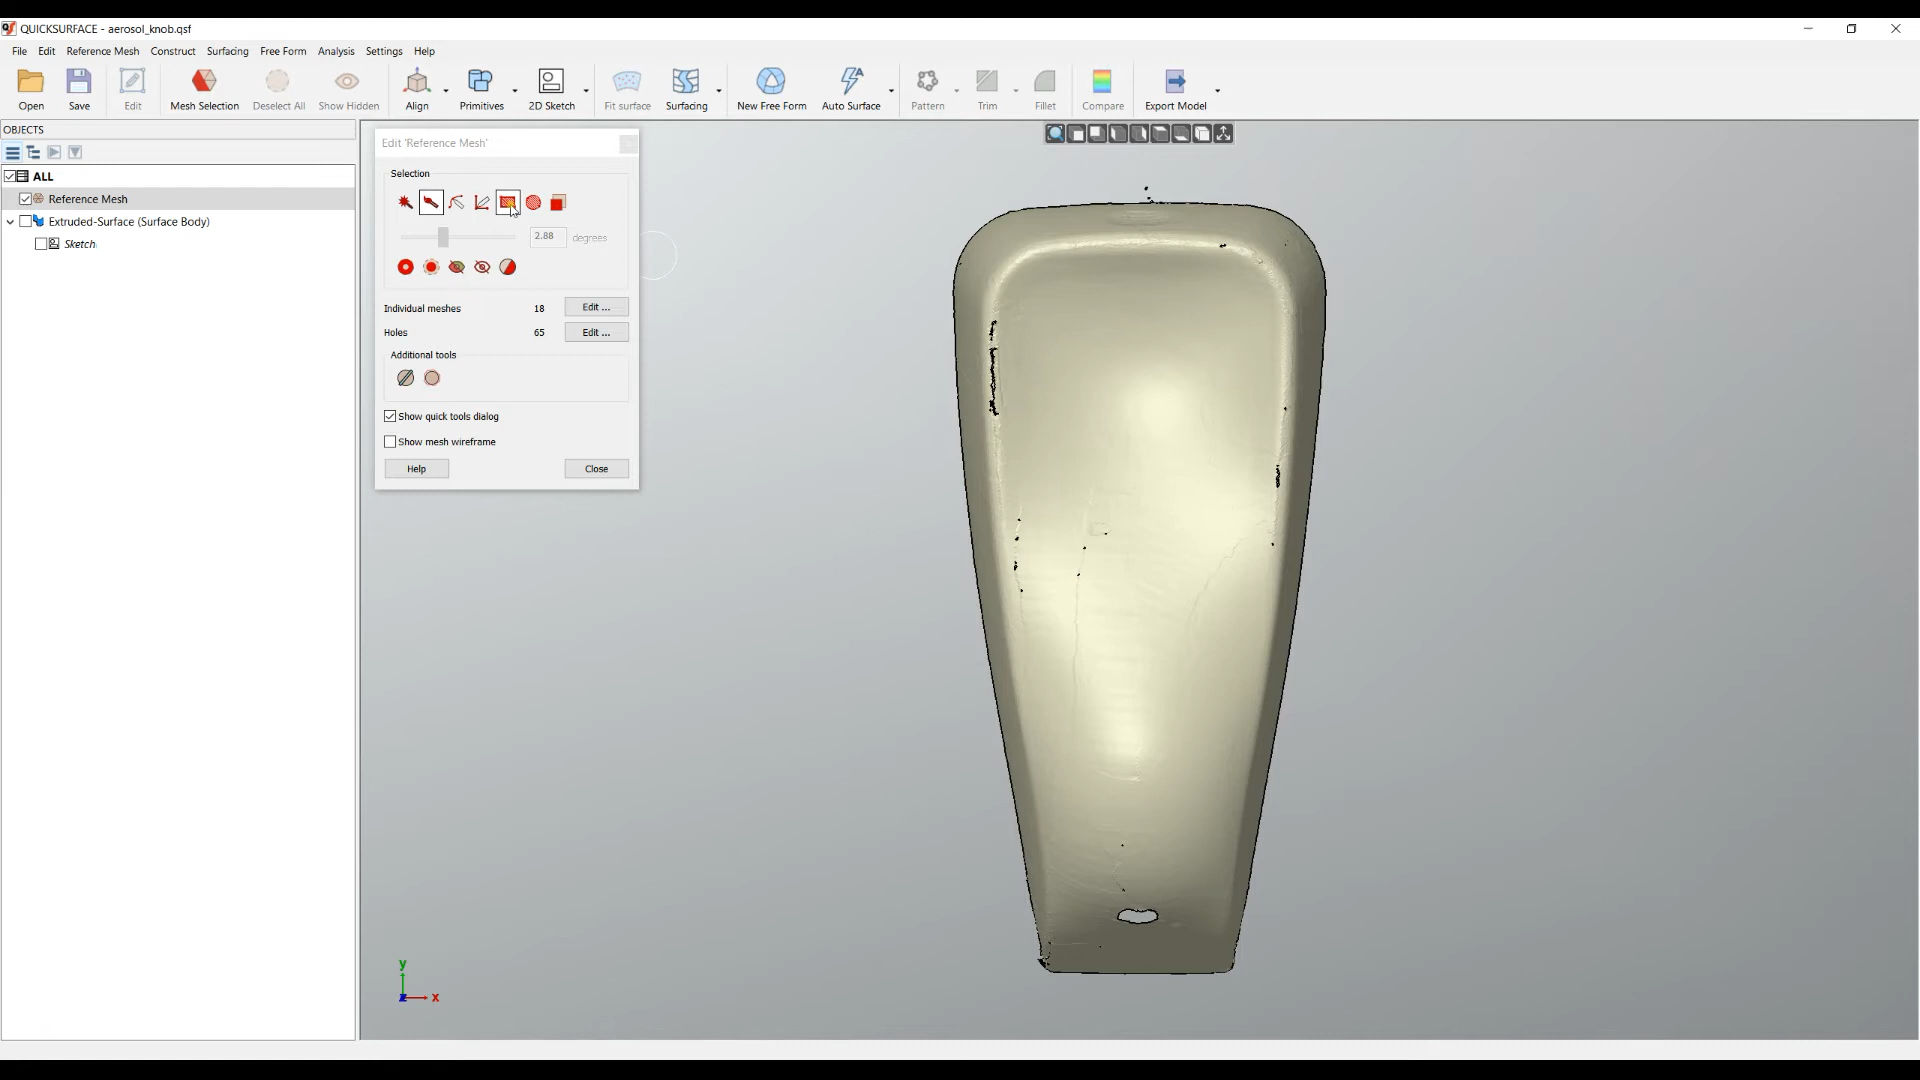 QUICKSURFACE - aerosol_knob.qsf
File Edit Reference Mesh Construct Surfacing Free Form Analysis Settings Help
Open Save Edit Mesh Selection Deselect All Show Hidden Align Primitives 2D Sketch Fit surface Surfacing New Free Form Auto Surface Pattern Trim Fillet Compare Export Model
OBJECTS
ALL
Reference Mesh
Extruded-Surface (Surface Body)
Sketch
Edit 'Reference Mesh'
Selection
2.88 degrees
Individual meshes 18 Edit ...
Holes 65 Edit ...
Additional tools
Show quick tools dialog
Show mesh wireframe
Help Close
y
z x